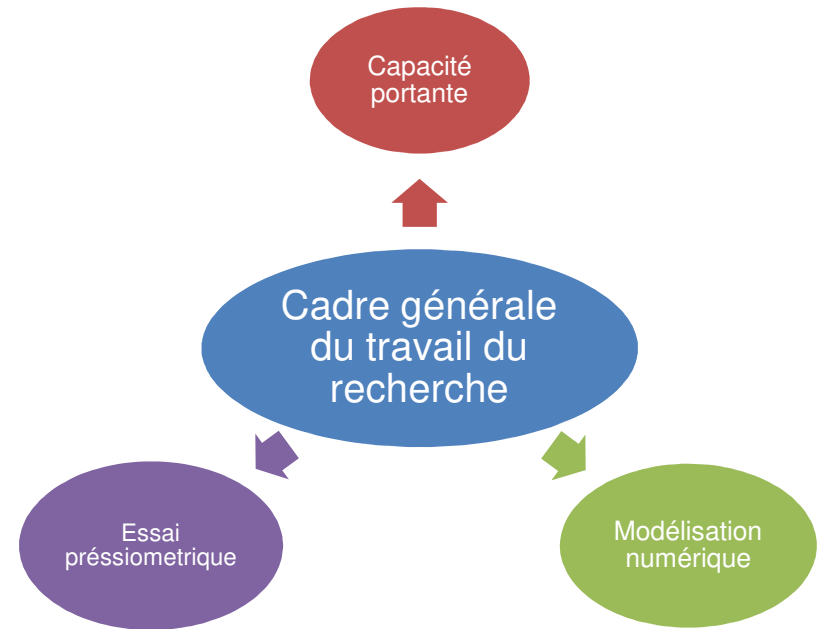 Capacité
portante
Cadre générale
du travail du
recherche
Essai
préssiometrique
Modélisation
numérique